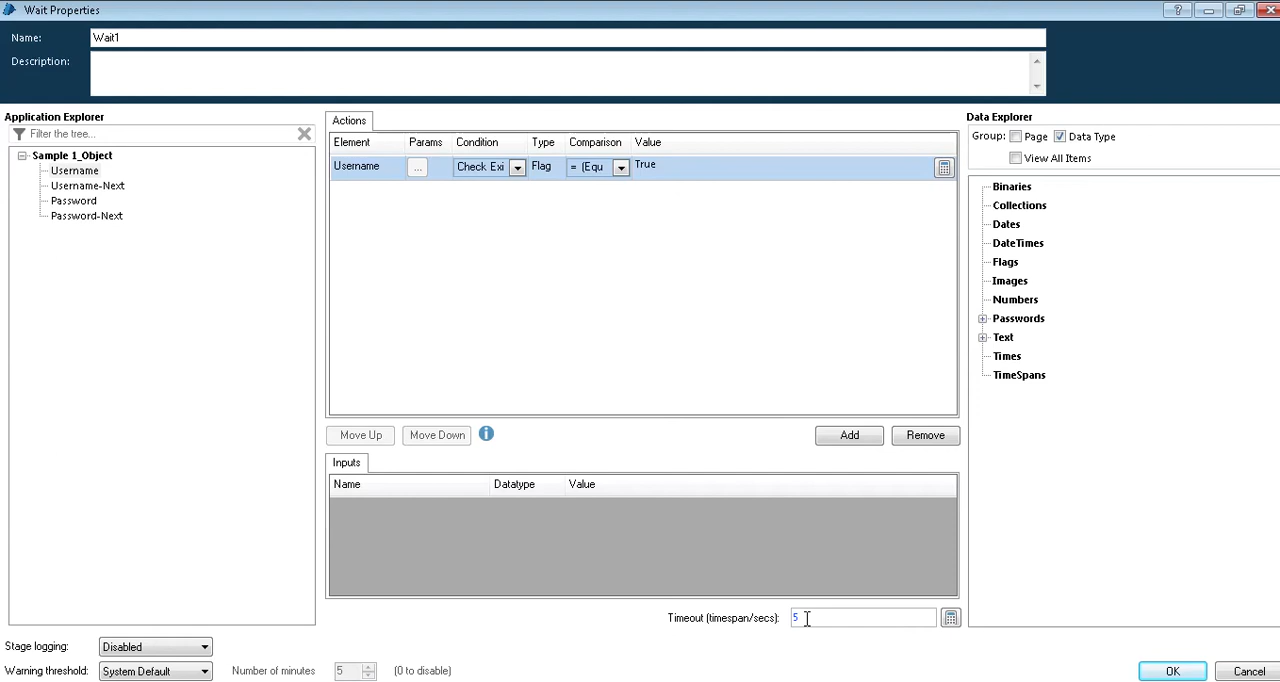 Wait Properties
Name:
Wait1
Description:
Application Explorer
Filter the tree...
Sample 1_Object
Username
Username-Next
Password
Password-Next
Actions
Element Params Condition Type Comparison Value
Username ... Check Exi Flag = (Equ True
Move Up Move Down Add Remove
Inputs
Name Datatype Value
Timeout (timespan/secs): 5
Data Explorer
Group: Page Data Type
View All Items
Binaries
Collections
Dates
DateTimes
Flags
Images
Numbers
Passwords
Text
Times
TimeSpans
Stage logging: Disabled
Warning threshold: System Default Number of minutes 5 (0 to disable)
OK Cancel